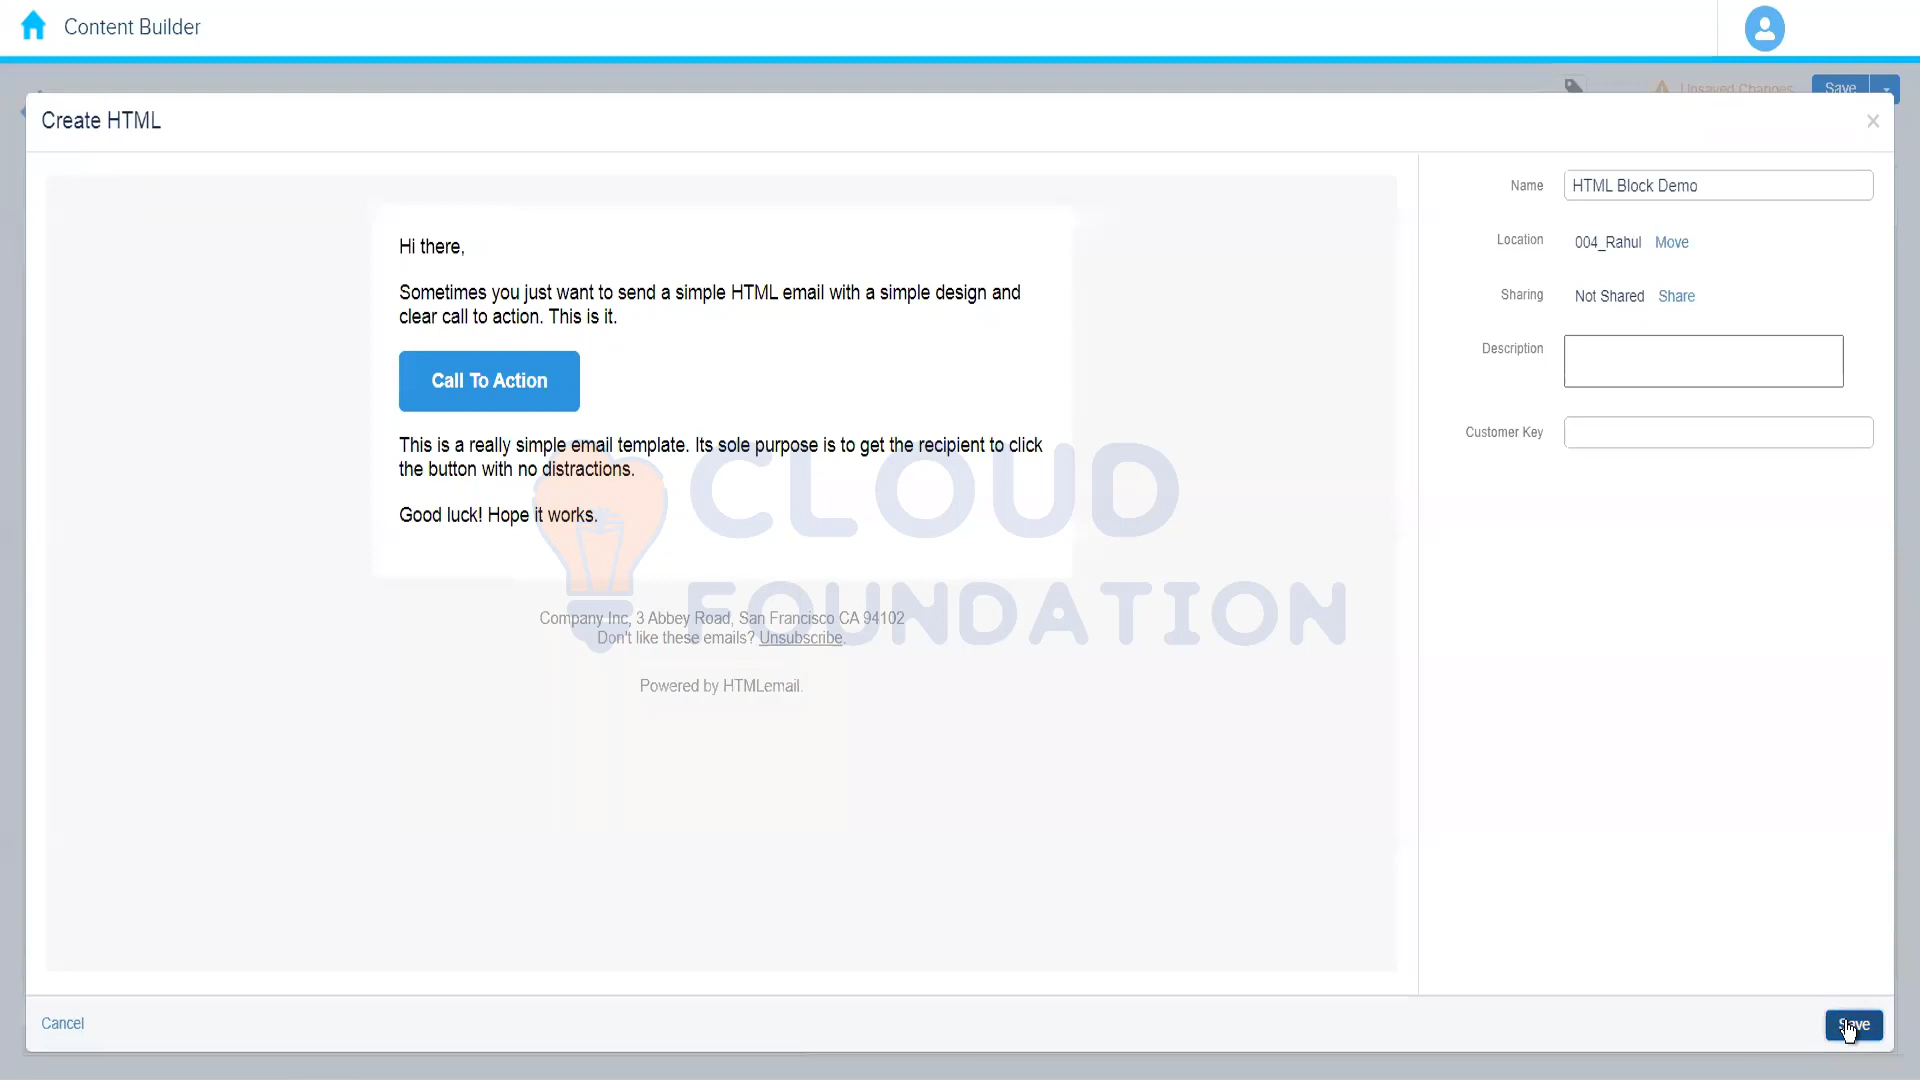 Content Builder
Unsaved Changes
Save
Create HTML
×
Name
HTML Block Demo
Location
004_Rahul Move
Sharing
Not Shared Share
Description
Customer Key
Hi there,
Sometimes you just want to send a simple HTML email with a simple design and
clear call to action. This is it.
Call To Action
This is a really simple email template. Its sole purpose is to get the recipient to click
the button with no distractions.
Good luck! Hope it works.
CLOUD
FOUNDATION
Company Inc, 3 Abbey Road, San Francisco CA 94102
Don't like these emails? Unsubscribe.
Powered by HTMLemail.
Cancel
Save